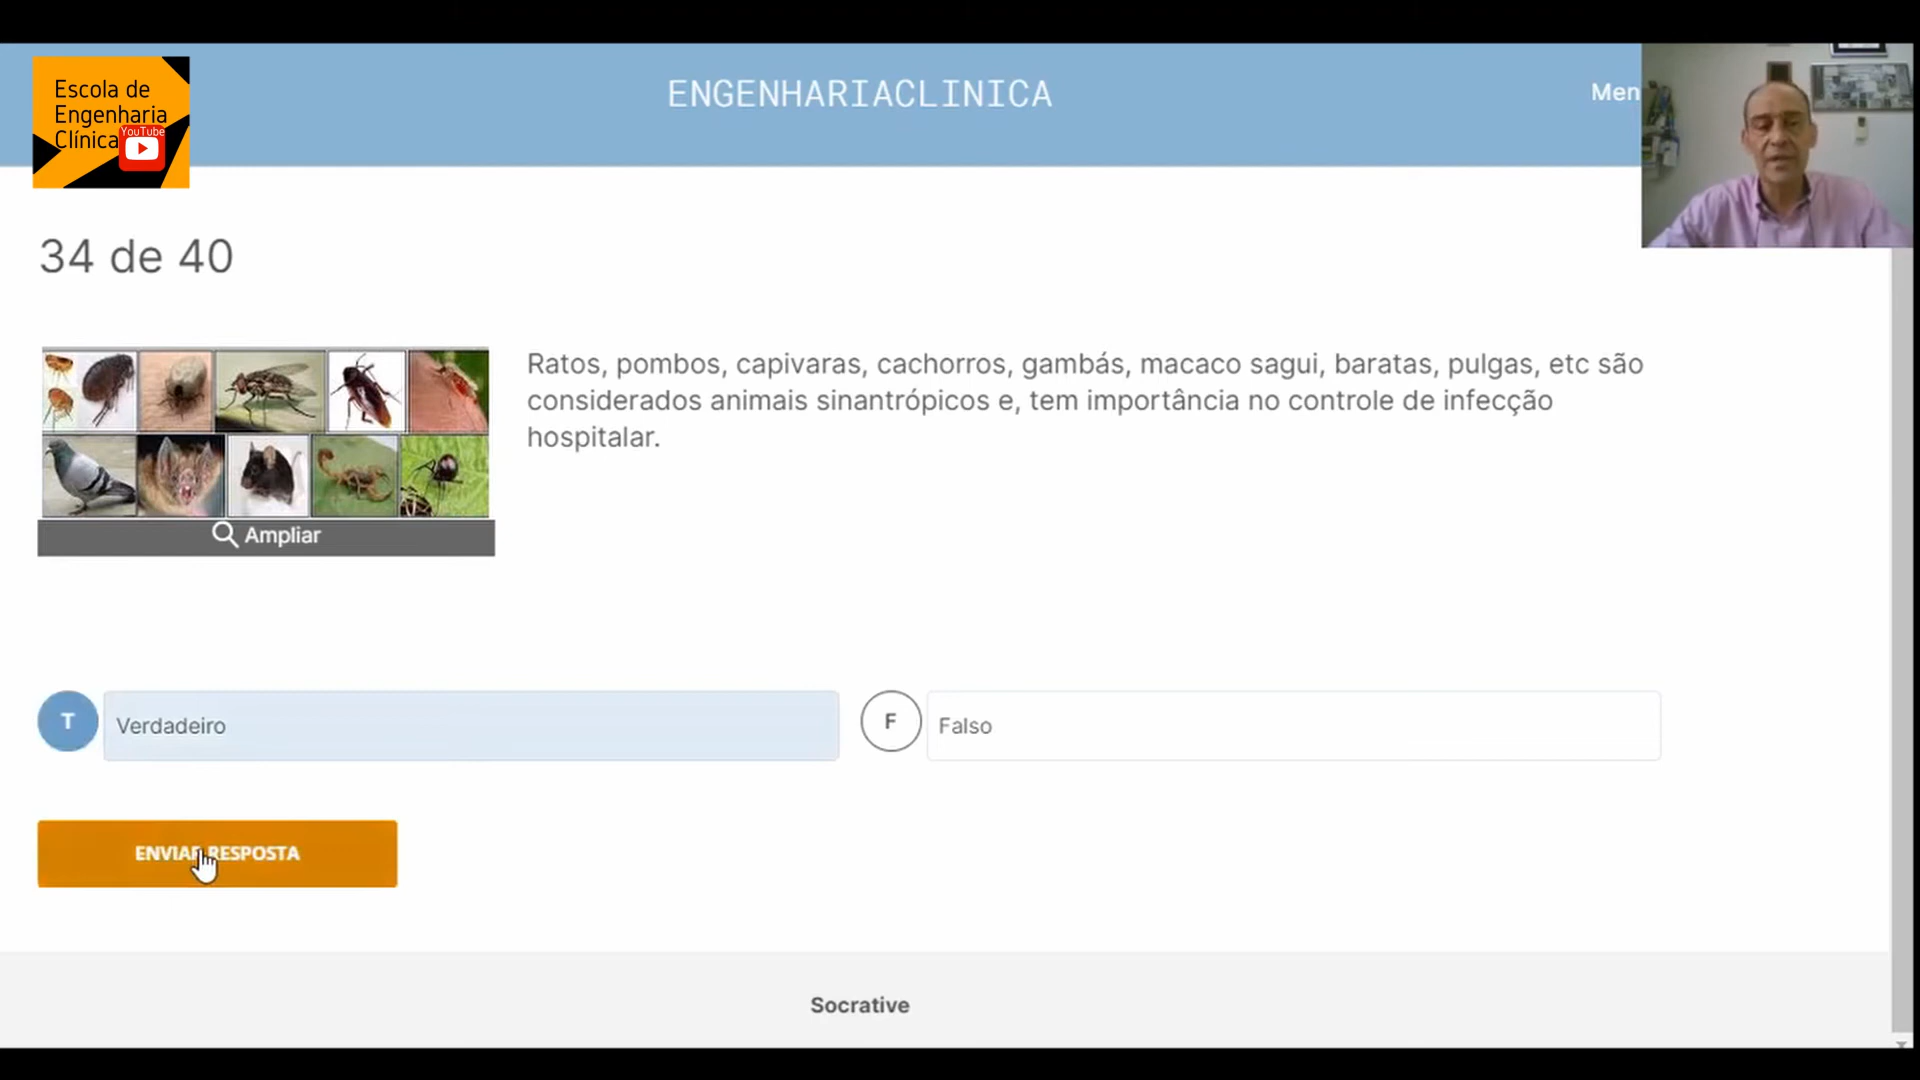 Escola de
Engenharia
Clínica
YouTube
ENGENHARIACLINICA
Men
34 de 40
Ratos, pombos, capivaras, cachorros, gambás, macaco sagui, baratas, pulgas, etc são
considerados animais sinantrópicos e, tem importância no controle de infecção
hospitalar.
Ampliar
T
Verdadeiro
F
Falso
ENVIAR RESPOSTA
Socrative